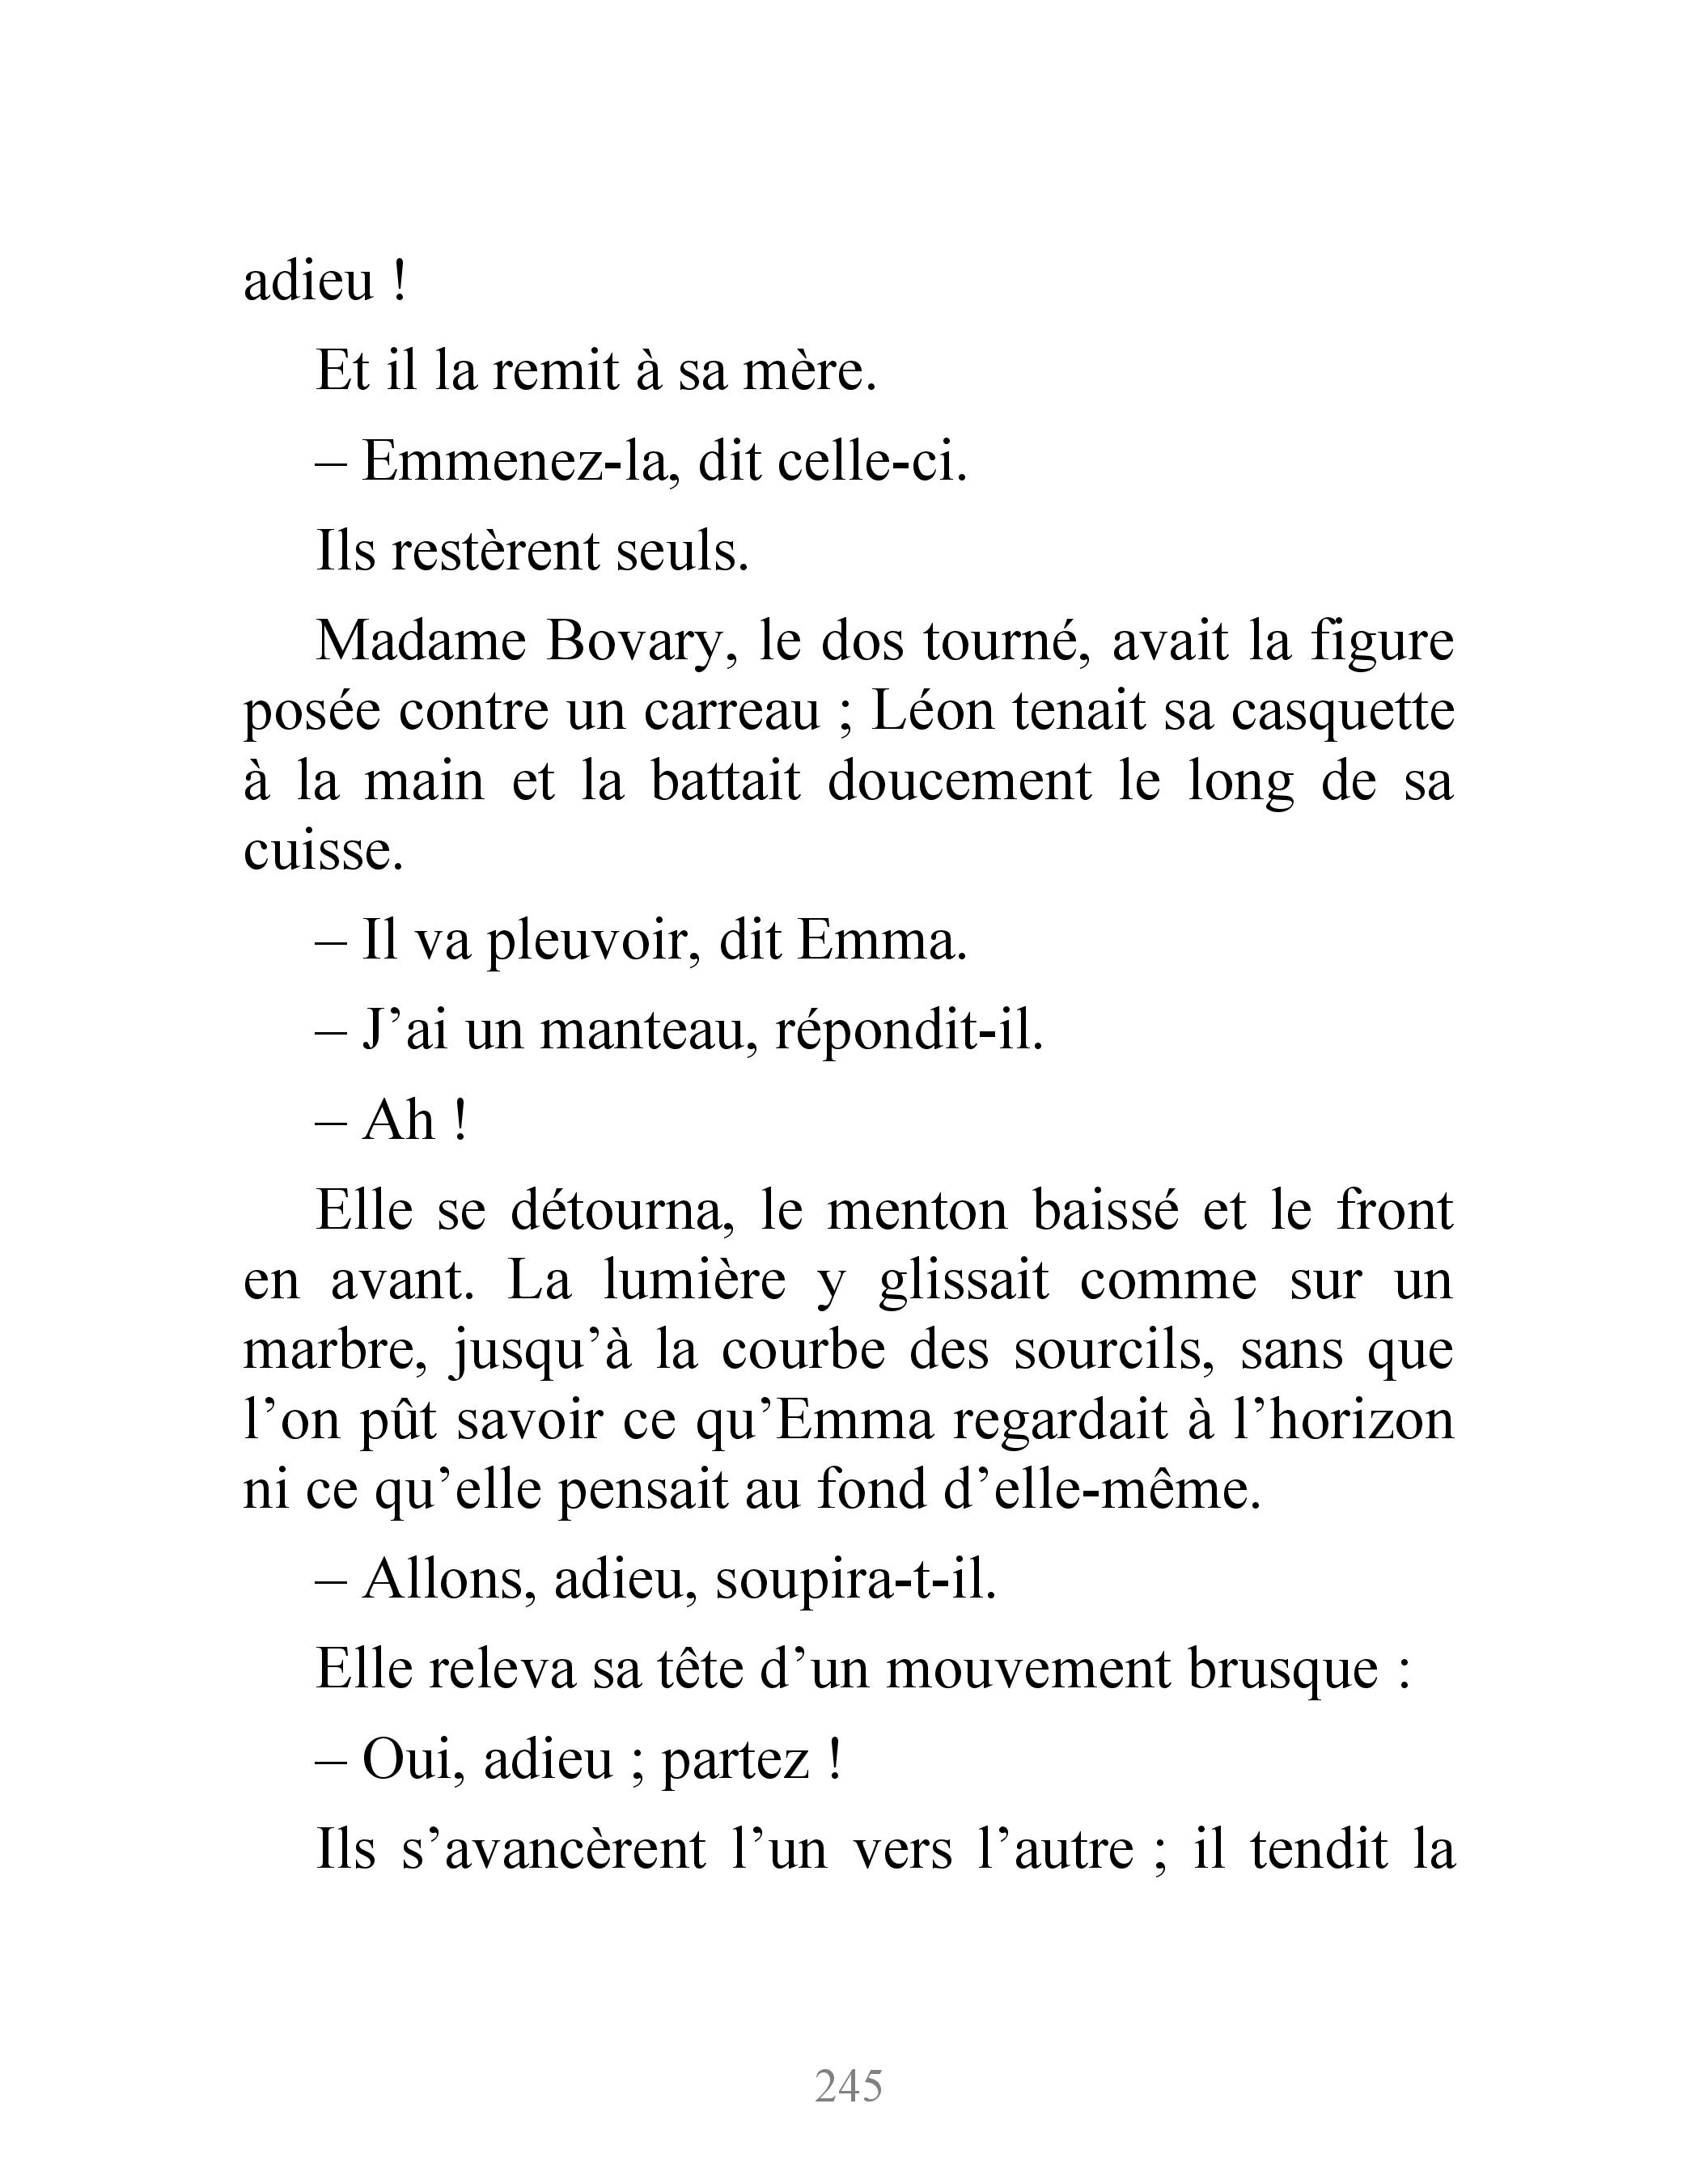 adieu !
Et il la remit à sa mère.
– Emmenez-la, dit celle-ci.
Ils restèrent seuls.
Madame Bovary, le dos tourné, avait la figure
posée contre un carreau ; Léon tenait sa casquette
à la main et la battait doucement le long de sa
cuisse.
– Il va pleuvoir, dit Emma.
– J’ai un manteau, répondit-il.
– Ah !
Elle se détourna, le menton baissé et le front
en avant. La lumière y glissait comme sur un
marbre, jusqu’à la courbe des sourcils, sans que
l’on pût savoir ce qu’Emma regardait à l’horizon
ni ce qu’elle pensait au fond d’elle-même.
– Allons, adieu, soupira-t-il.
Elle releva sa tête d’un mouvement brusque :
– Oui, adieu ; partez !
Ils s’avancèrent l’un vers l’autre ; il tendit la
245